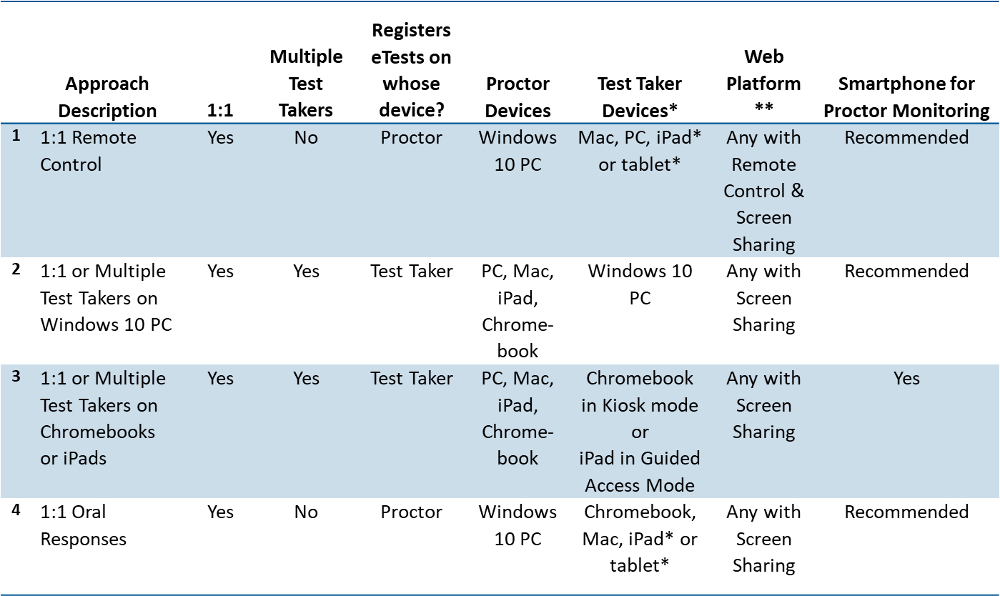 Approach Description | 1:1 | Multiple Test Takers | Registers eTests on whose device? | Proctor Devices | Test Taker Devices* | Web Platform ** | Smartphone for Proctor Monitoring
1 | 1:1 Remote Control | Yes | No | Proctor | Windows 10 PC | Mac, PC, iPad* or tablet* | Any with Remote Control & Screen Sharing | Recommended
2 | 1:1 or Multiple Test Takers on Windows 10 PC | Yes | Yes | Test Taker | PC, Mac, iPad, Chrome-book | Windows 10 PC | Any with Screen Sharing | Recommended
3 | 1:1 or Multiple Test Takers on Chromebooks or iPads | Yes | Yes | Test Taker | PC, Mac, iPad, Chrome-book | Chromebook in Kiosk mode or iPad in Guided Access Mode | Any with Screen Sharing | Yes
4 | 1:1 Oral Responses | Yes | No | Proctor | Windows 10 PC | Chromebook, Mac, iPad* or tablet* | Any with Screen Sharing | Recommended